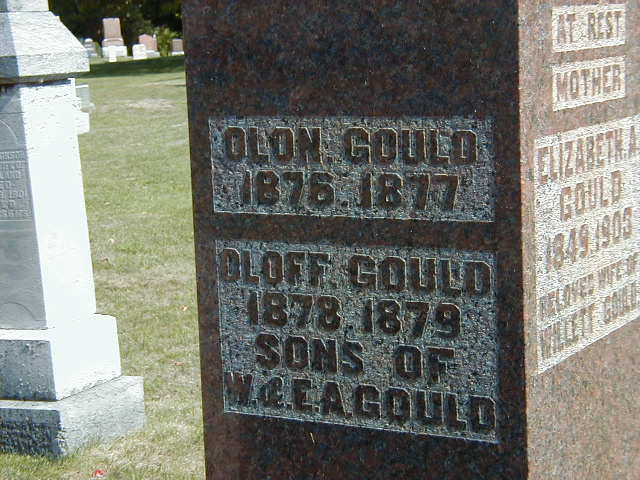 OLON. GOULD
1876. 1877
OLOFF. GOULD
1878. 1879
SONS OF
W. & E.A. GOULD
AT REST
MOTHER
ELIZABETH A
GOULD
1849. 1903
BELOVED WIFE OF
WILLETT GOULD